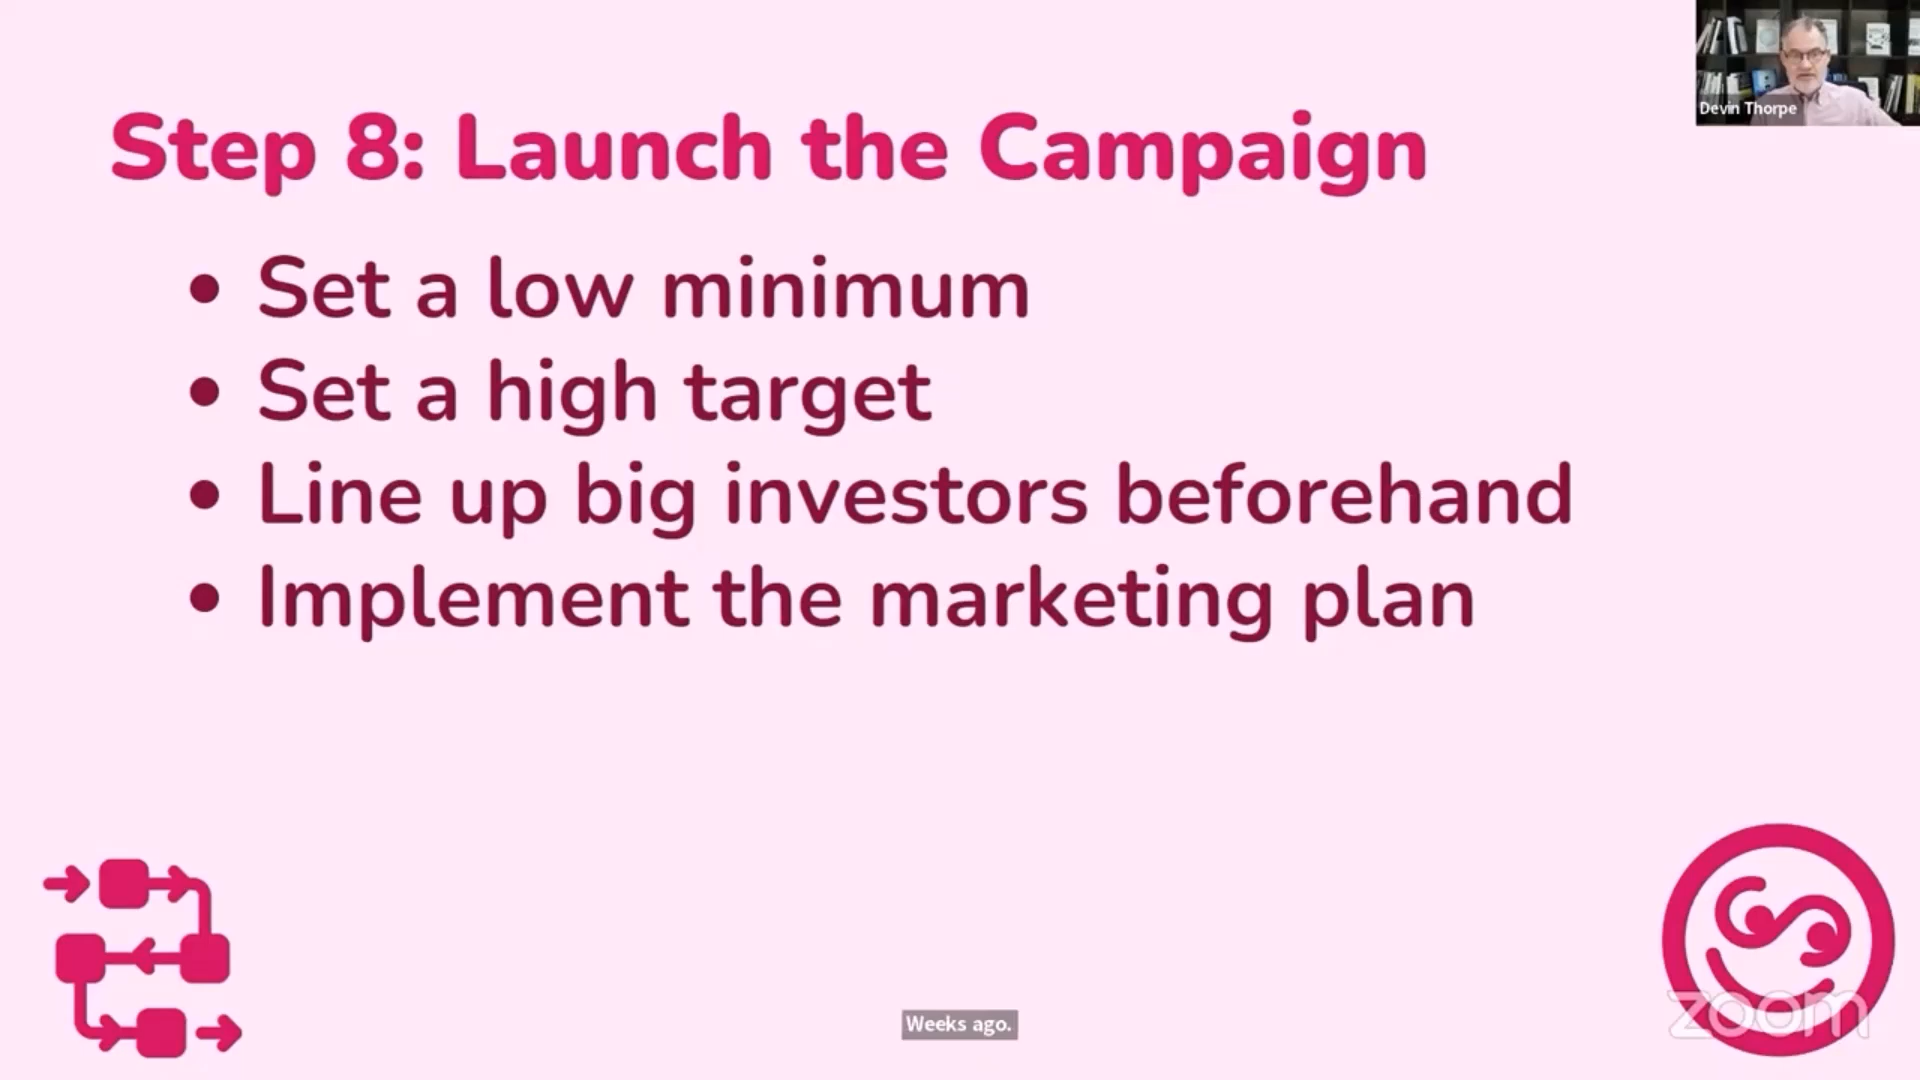 Devin Thorpe
Step 8: Launch the Campaign
• Set a low minimum
• Set a high target
• Line up big investors beforehand
• Implement the marketing plan
Weeks ago.
zoom